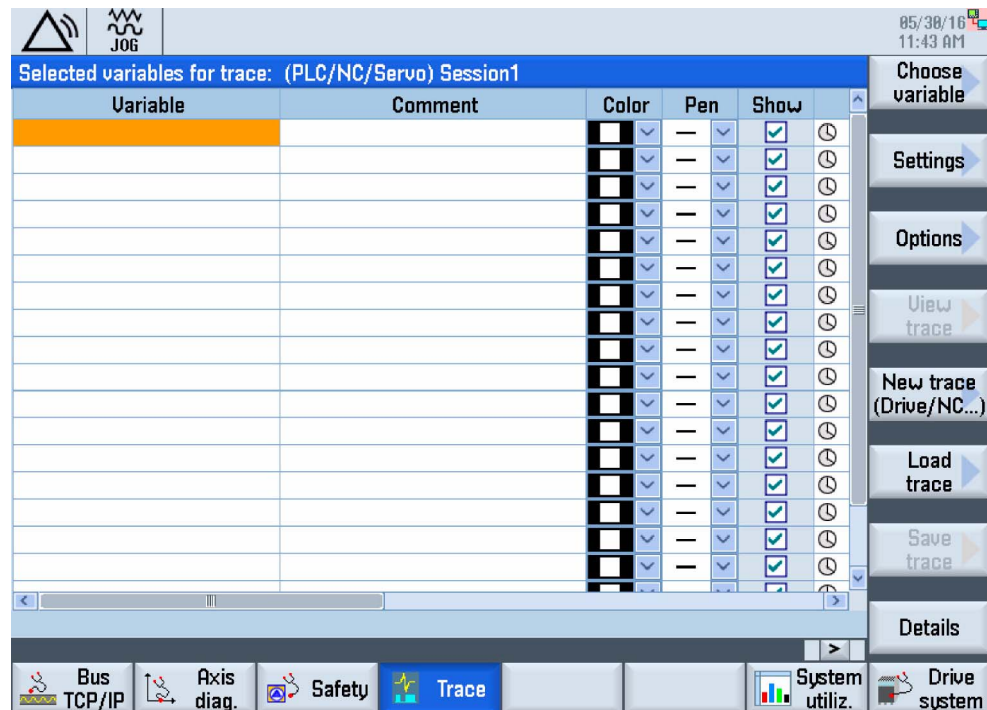 JOG
05/30/16
11:43 AM
Selected variables for trace: (PLC/NC/Servo) Session1
Variable Comment Color Pen Show
Choose
variable
Settings
Options
View
trace
New trace
(Drive/NC...)
Load
trace
Save
trace
Details
>
Bus
TCP/IP
Axis
diag.
Safety
Trace
System
utiliz.
Drive
system